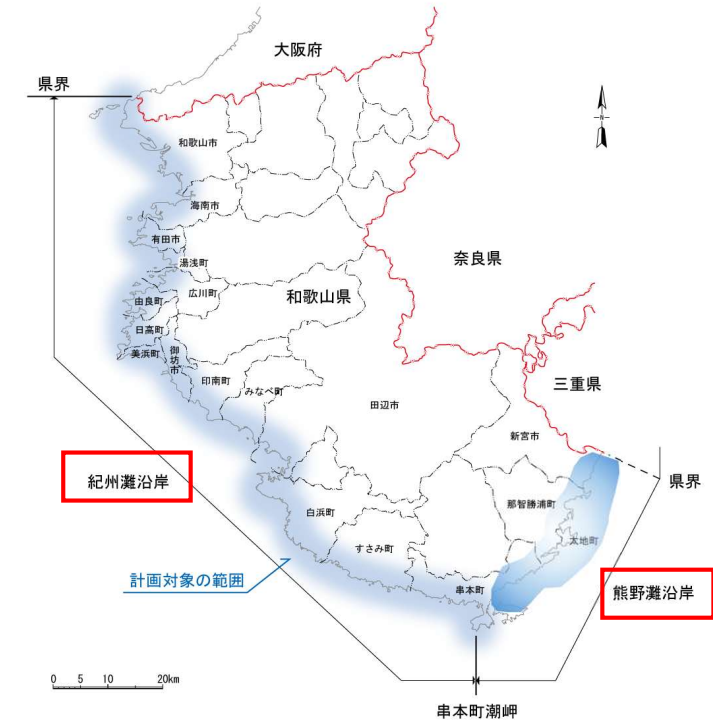 大阪府
県界
N
和歌山市
海南市
有田市
奈良県
湯浅町
広川町
和歌山県
由良町
日高町
美浜町
御坊市
印南町
みなべ町
三重県
田辺市
新宮市
紀州灘沿岸
県界
那智勝浦町
白浜町
太地町
すさみ町
計画対象の範囲
串本町
熊野灘沿岸
0 5 10 20km
串本町潮岬